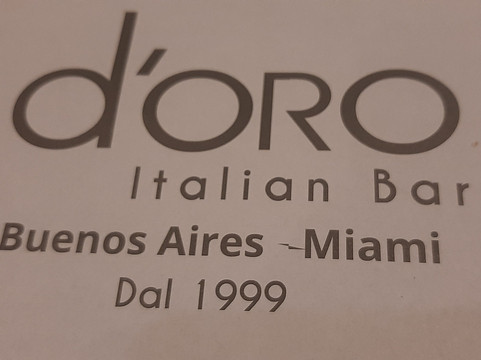 d'ORO
Italian Bar
Buenos Aires - Miami
Dal 1999